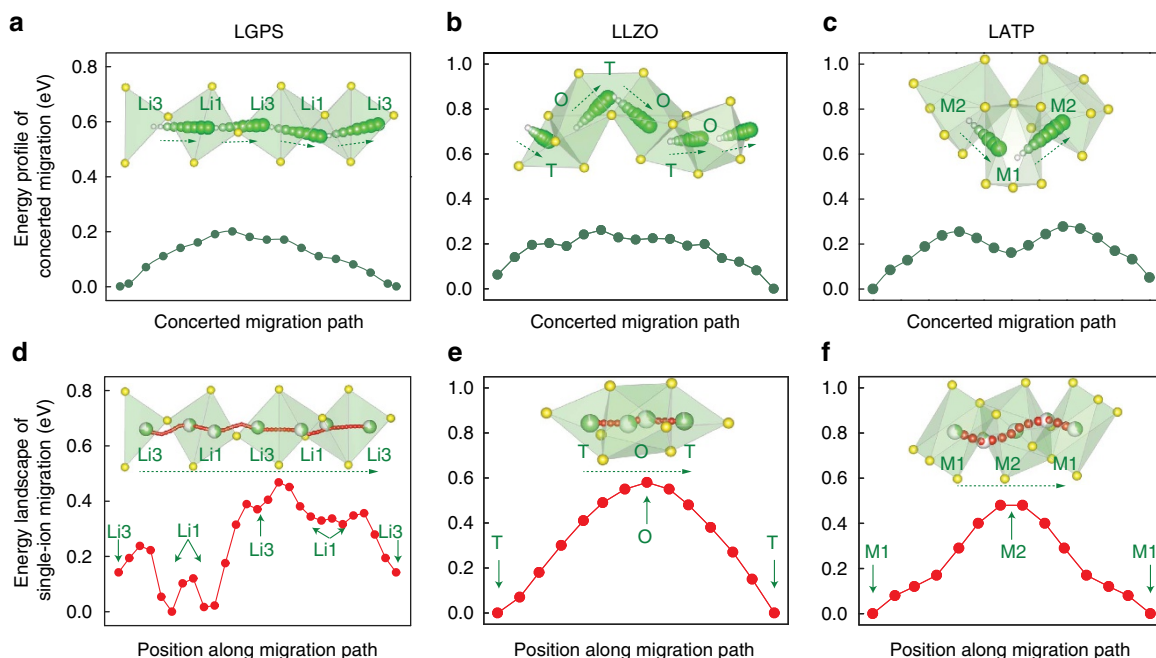 a
LGPS
Energy profile of
concerted migration (eV)
0.8
0.6
0.4
0.2
0.0
Li3 Li1 Li3 Li1 Li3
Concerted migration path
b
LLZO
1.0
0.8
0.6
0.4
0.2
0.0
T
O O
O
T T
Concerted migration path
c
LATP
1.0
0.8
0.6
0.4
0.2
0.0
M2 M2
M1
Concerted migration path
d
Energy landscape of
single-ion migration (eV)
0.8
0.6
0.4
0.2
0.0
Li3 Li1 Li3 Li1 Li3
Li3
Li1
Li3
Li1
Li3
Position along migration path
e
1.0
0.8
0.6
0.4
0.2
0.0
T O T
T
O
T
Position along migration path
f
1.0
0.8
0.6
0.4
0.2
0.0
M1 M2 M1
M1
M2
M1
Position along migration path